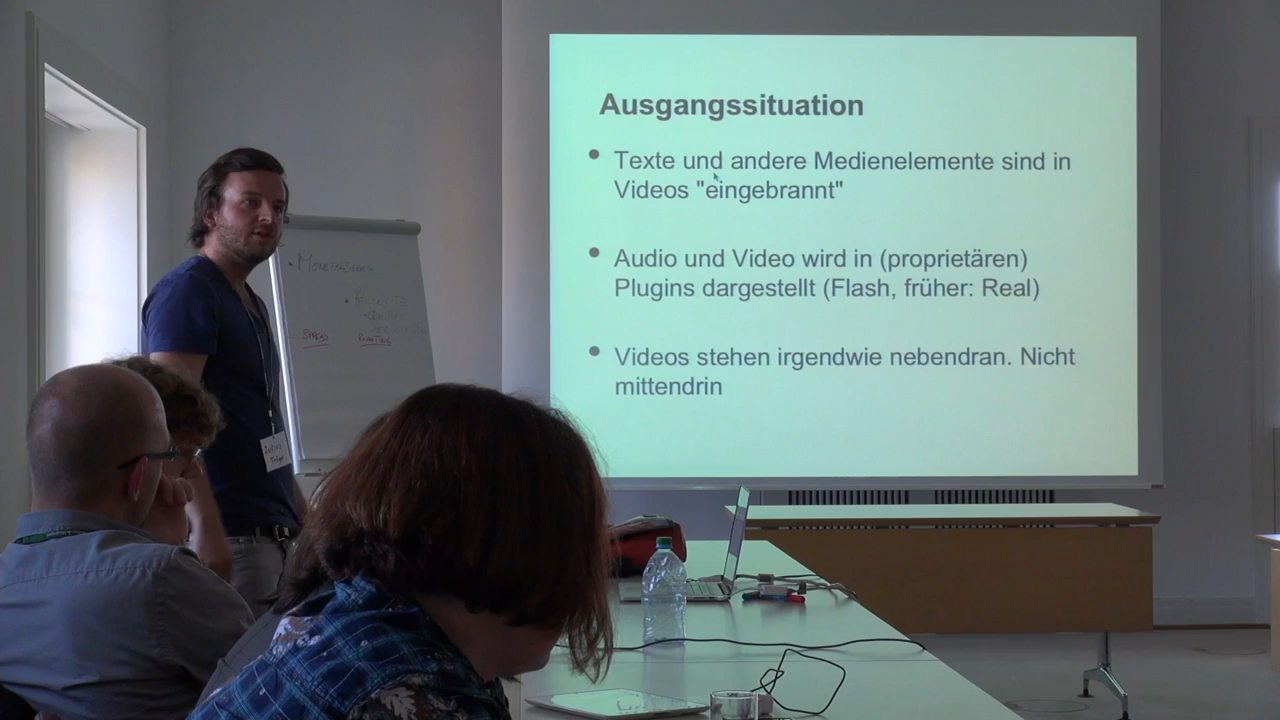 Ausgangssituation
• Texte und andere Medienelemente sind in
Videos "eingebrannt"
• Audio und Video wird in (proprietären)
Plugins dargestellt (Flash, früher: Real)
• Videos stehen irgendwie nebendran. Nicht
mittendrin
Julius